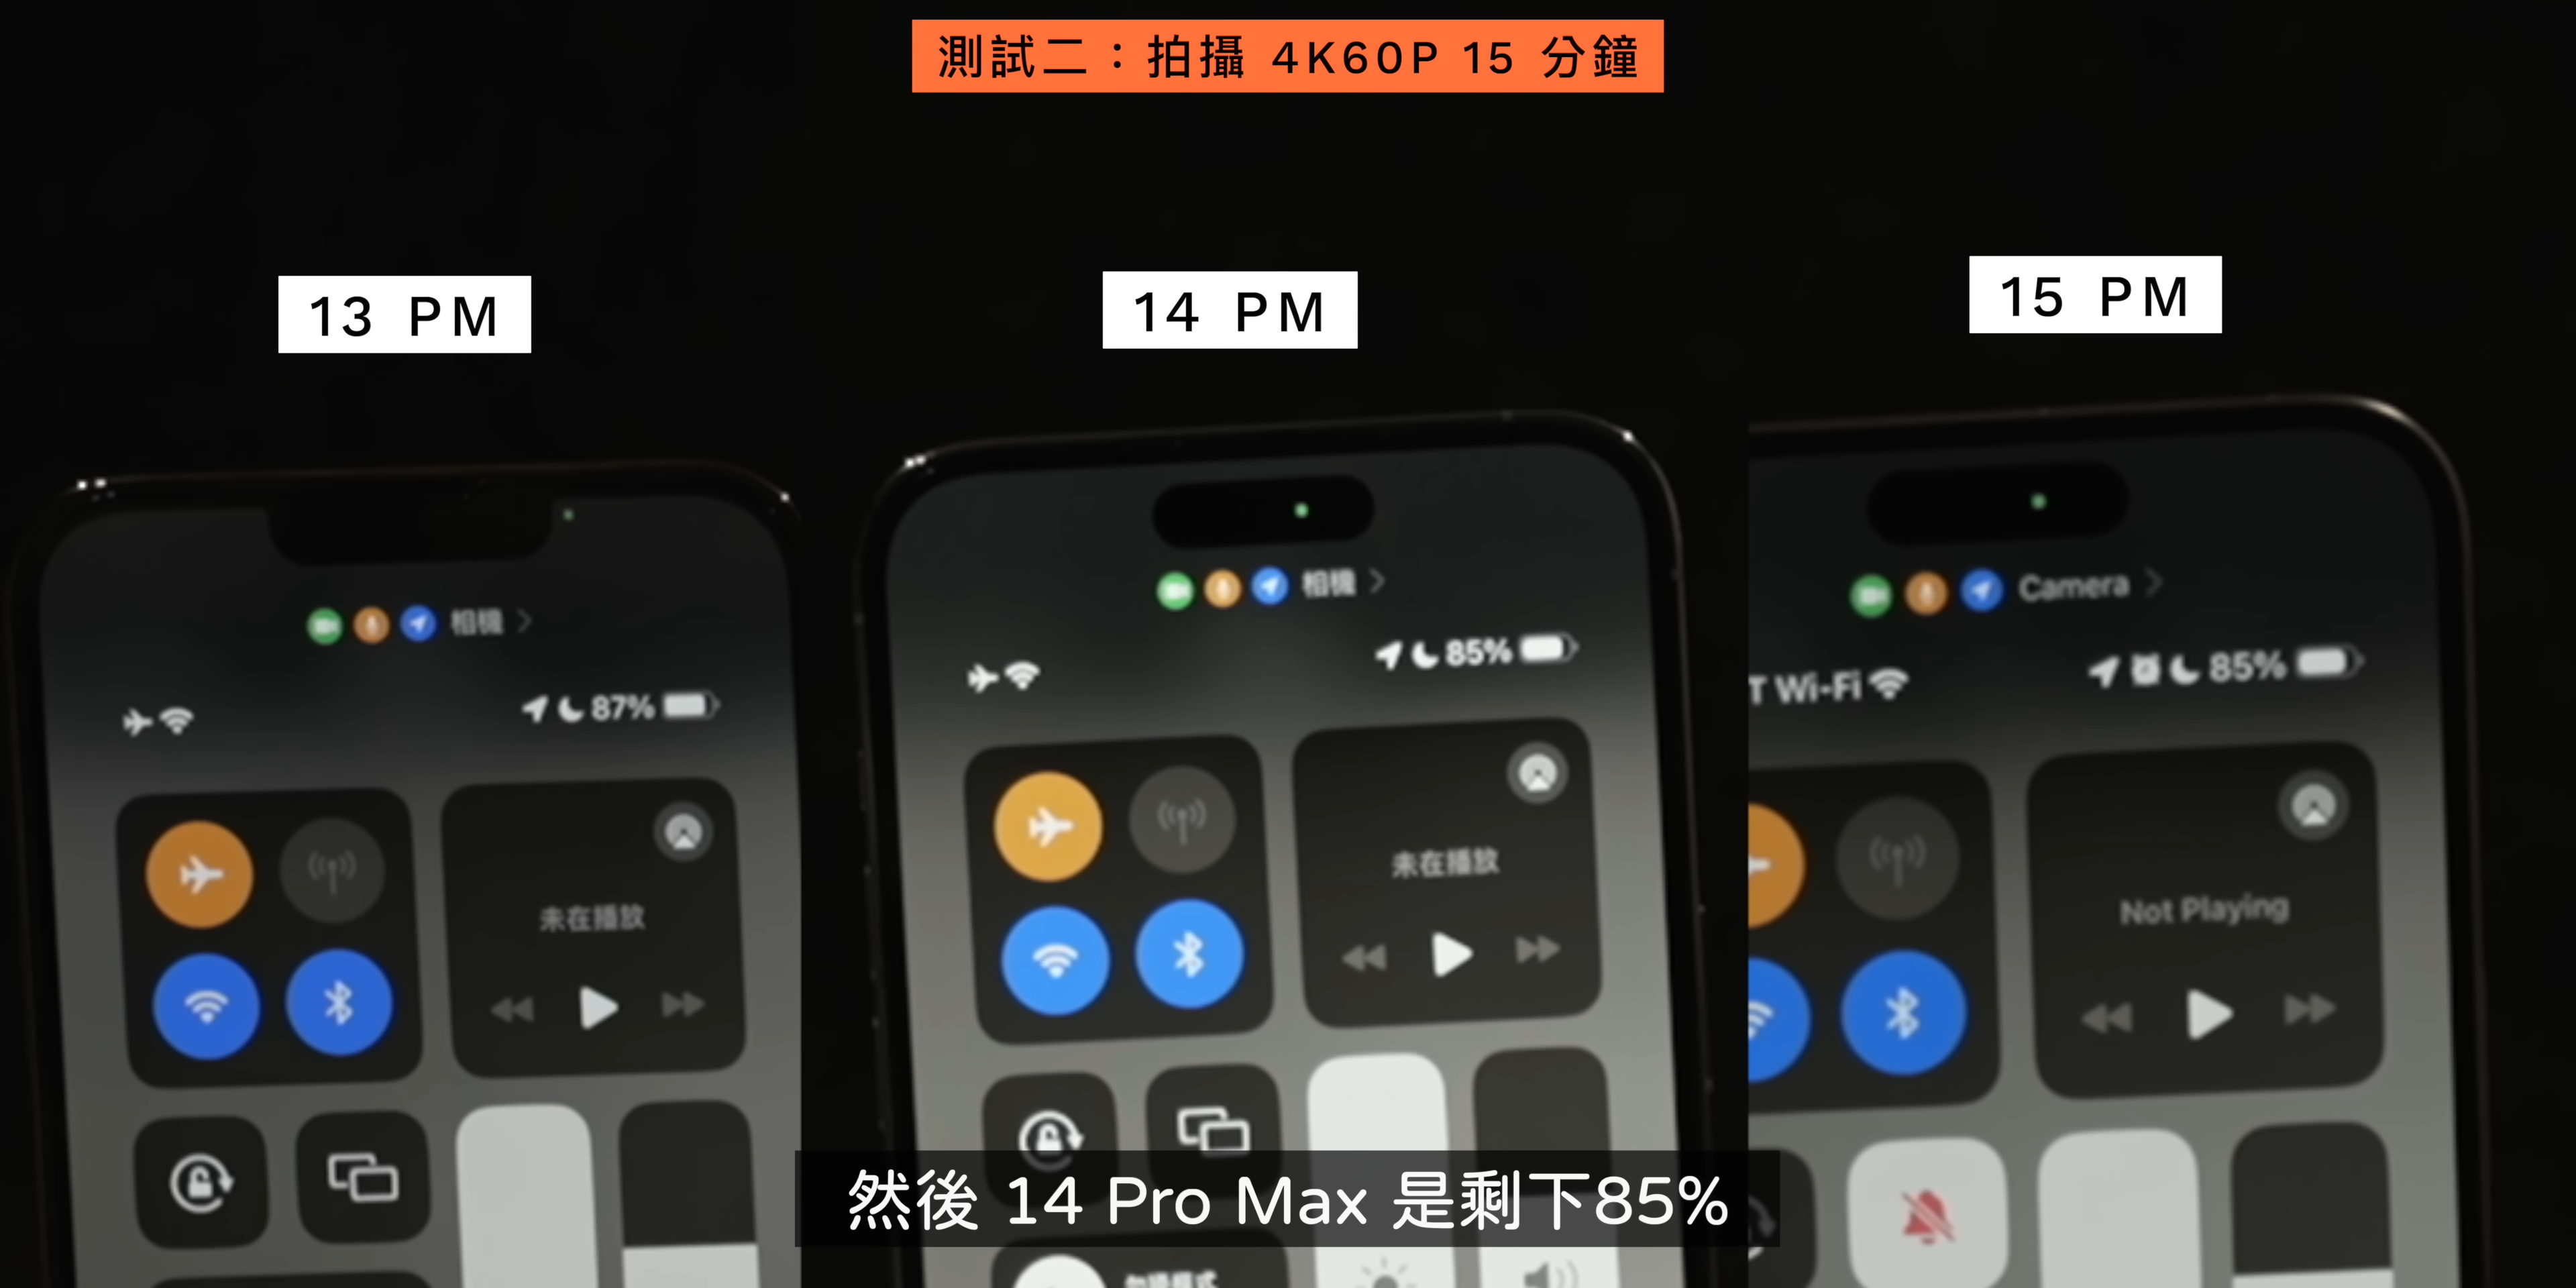 測試二：拍攝 4K60P 15 分鐘
13 PM
14 PM
15 PM
相機
87%
未在播放
相機
85%
未在播放
Camera
T Wi-Fi
85%
Not Playing
然後 14 Pro Max 是剩下85%